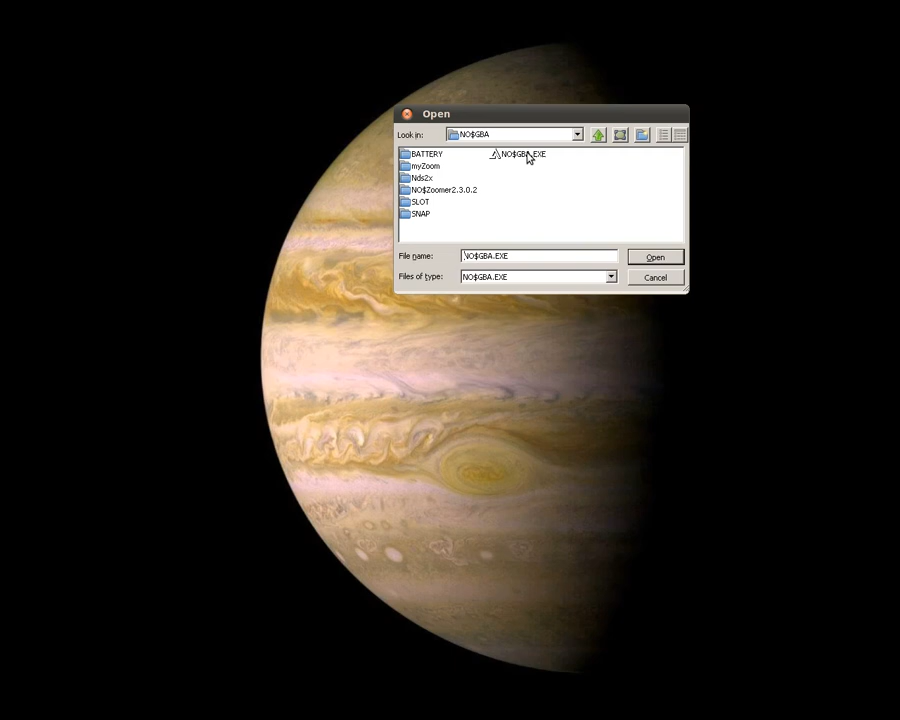 Open
Look in:
NO$GBA
BATTERY
NO$GBA.EXE
myZoom
Nds2x
NO$Zoomer2.3.0.2
SLOT
SNAP
File name:
NO$GBA.EXE
Open
Files of type:
NO$GBA.EXE
Cancel